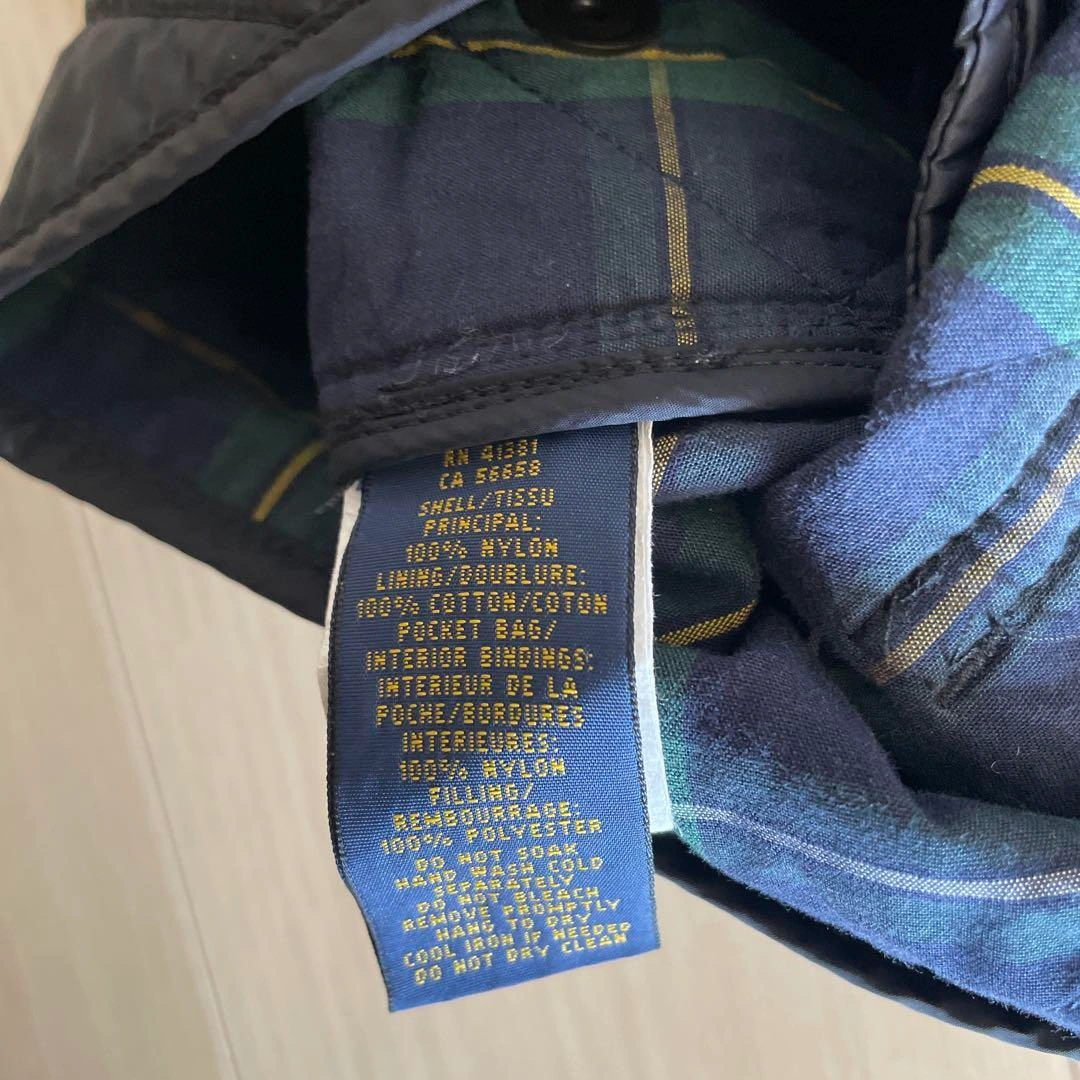 RN 41381
CA 56658
SHELL/TISSU
PRINCIPAL:
100% NYLON
LINING/DOUBLURE:
100% COTTON/COTON
POCKET BAG/
INTERIOR BINDINGS:
INTERIEUR DE LA
POCHE/BORDURES
INTERIEURES:
100% NYLON
FILLING/
REMBOURRAGE:
100% POLYESTER
DO NOT SOAK
HAND WASH COLD
SEPARATELY
DO NOT BLEACH
REMOVE PROMPTLY
HANG TO DRY
COOL IRON IF NEEDED
DO NOT DRY CLEAN